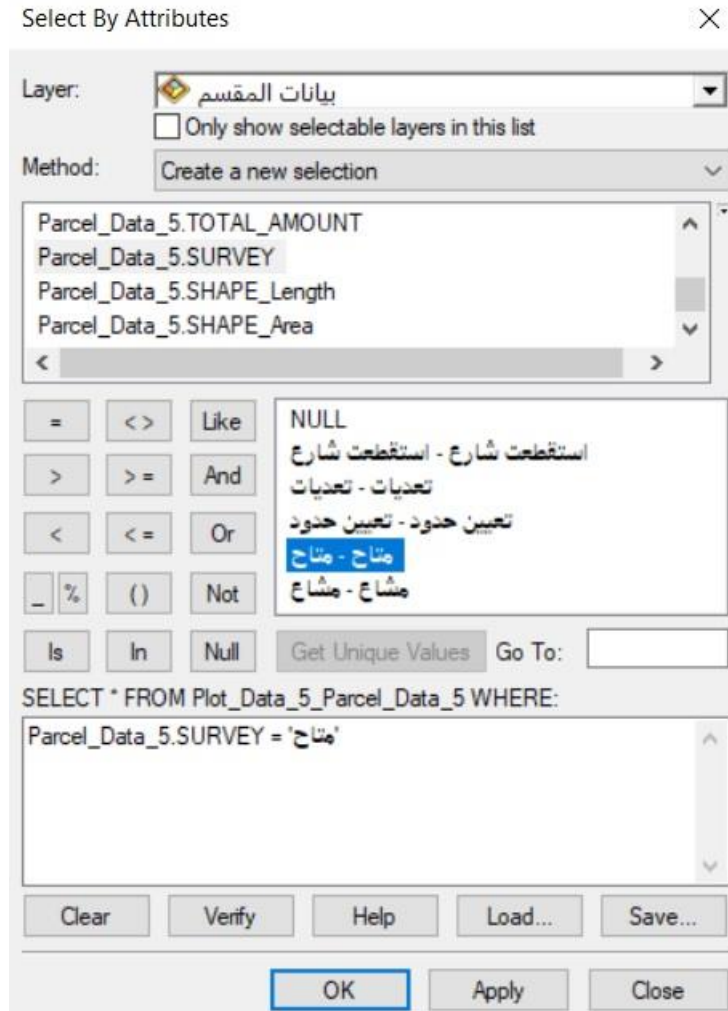 Select By Attributes
Layer: بيانات المقسم
Only show selectable layers in this list
Method: Create a new selection
Parcel_Data_5.TOTAL_AMOUNT
Parcel_Data_5.SURVEY
Parcel_Data_5.SHAPE_Length
Parcel_Data_5.SHAPE_Area
= < > Like
> > = And
< < = Or
_ % () Not
Is In Null
NULL
استقطعت شارع - استقطعت شارع
تعديات - تعديات
تعيين حدود - تعيين حدود
متاح - متاح
مشاع - مشاع
Get Unique Values Go To:
SELECT * FROM Plot_Data_5_Parcel_Data_5 WHERE:
Parcel_Data_5.SURVEY = 'متاح'
Clear Verify Help Load... Save...
OK Apply Close